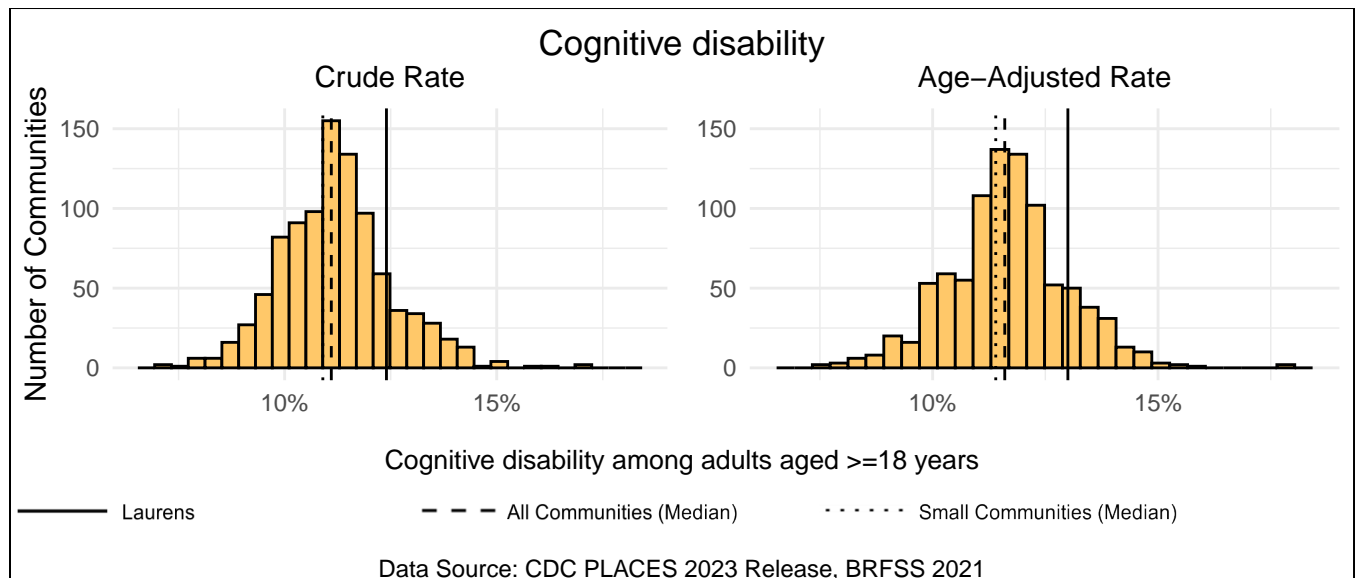 Cognitive disability
Crude Rate
Age−Adjusted Rate
Number of Communities
150
100
50
0
10%
15%
150
100
50
0
10%
15%
Cognitive disability among adults aged >=18 years
Laurens
All Communities (Median)
Small Communities (Median)
Data Source: CDC PLACES 2023 Release, BRFSS 2021